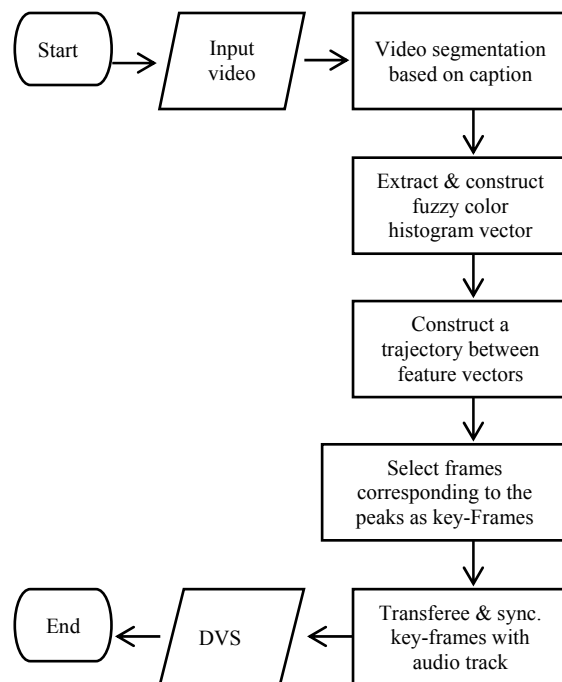 Start
Input
video
Video segmentation
based on caption
Extract & construct
fuzzy color
histogram vector
Construct a
trajectory between
feature vectors
Select frames
corresponding to the
peaks as key-Frames
Transferee & sync.
key-frames with
audio track
DVS
End